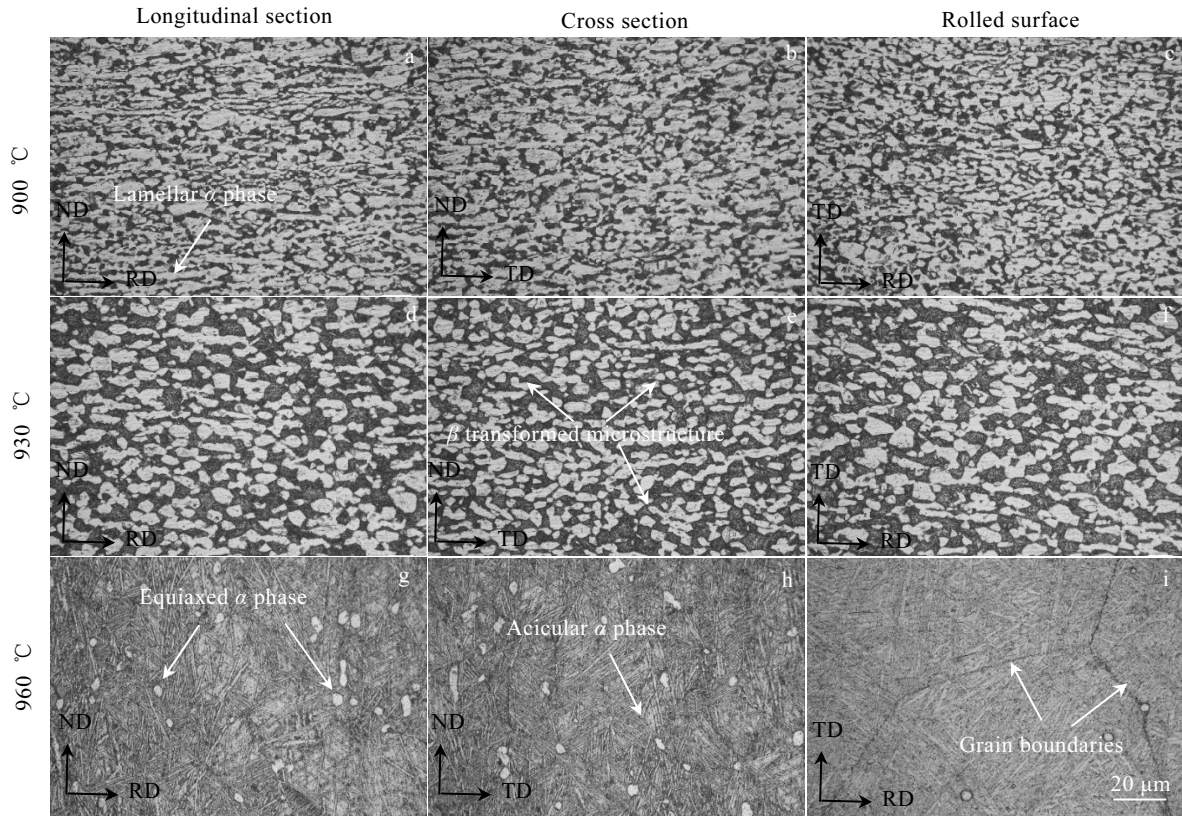 Longitudinal section
Cross section
Rolled surface
900 ℃
a
Lamellar α phase
ND
RD
b
ND
TD
c
TD
RD
930 ℃
d
ND
RD
e
β transformed microstructure
ND
TD
f
TD
RD
960 ℃
g
Equiaxed α phase
ND
RD
h
Acicular α phase
ND
TD
i
TD
Grain boundaries
RD
20 μm